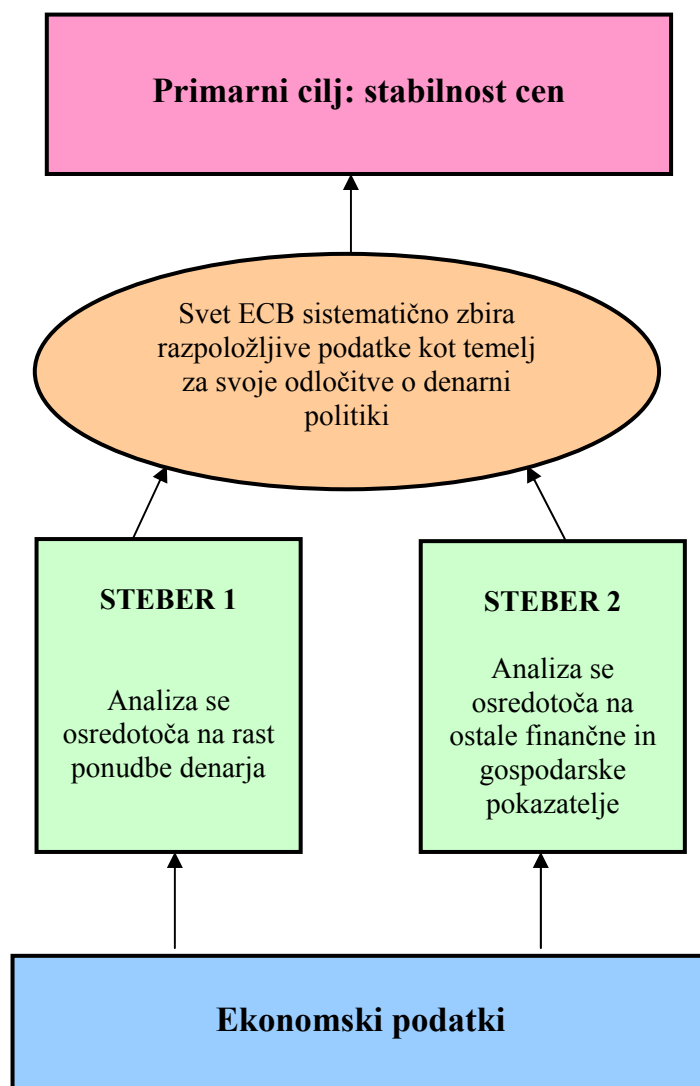 Primarni cilj: stabilnost cen
Svet ECB sistematično zbira
razpoložljive podatke kot temelj
za svoje odločitve o denarni
politiki
STEBER 1
Analiza se
osredotoča na rast
ponudbe denarja
STEBER 2
Analiza se
osredotoča na
ostale finančne in
gospodarske
pokazatelje
Ekonomski podatki